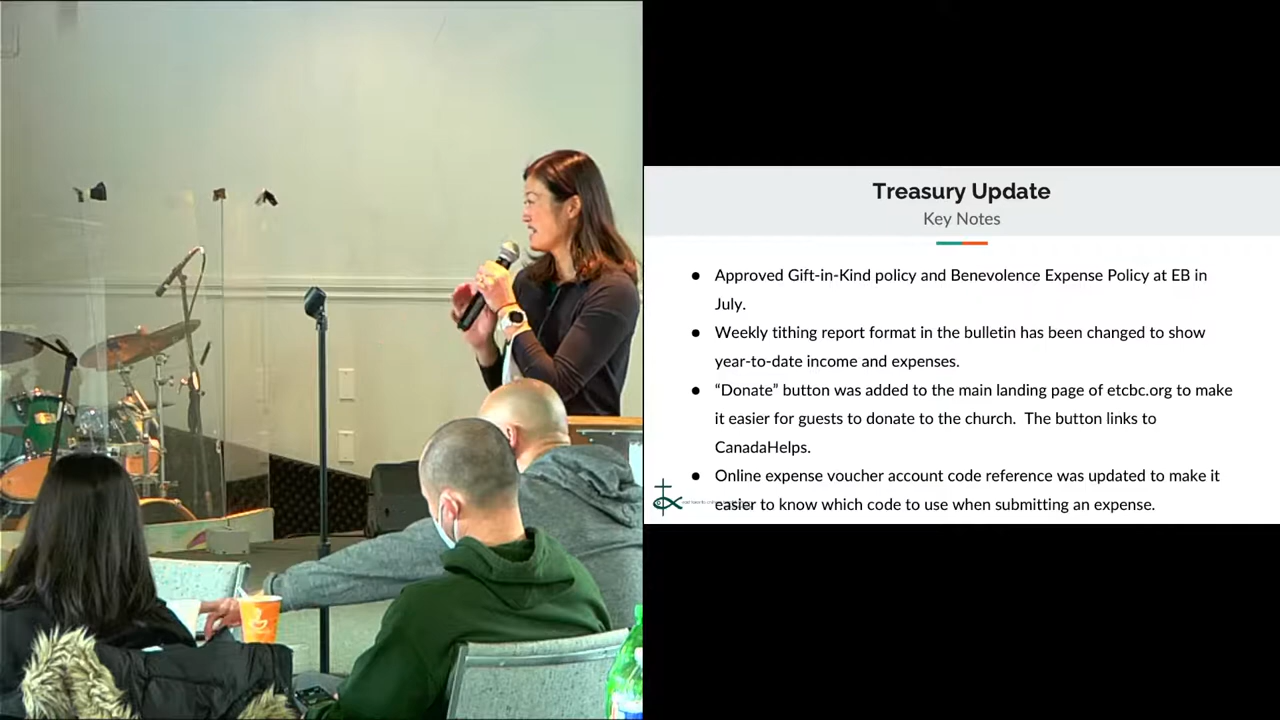 Treasury Update
Key Notes
● Approved Gift-in-Kind policy and Benevolence Expense Policy at EB in
July.
● Weekly tithing report format in the bulletin has been changed to show
year-to-date income and expenses.
● “Donate” button was added to the main landing page of etcbc.org to make
it easier for guests to donate to the church.  The button links to
CanadaHelps.
● Online expense voucher account code reference was updated to make it
easier to know which code to use when submitting an expense.